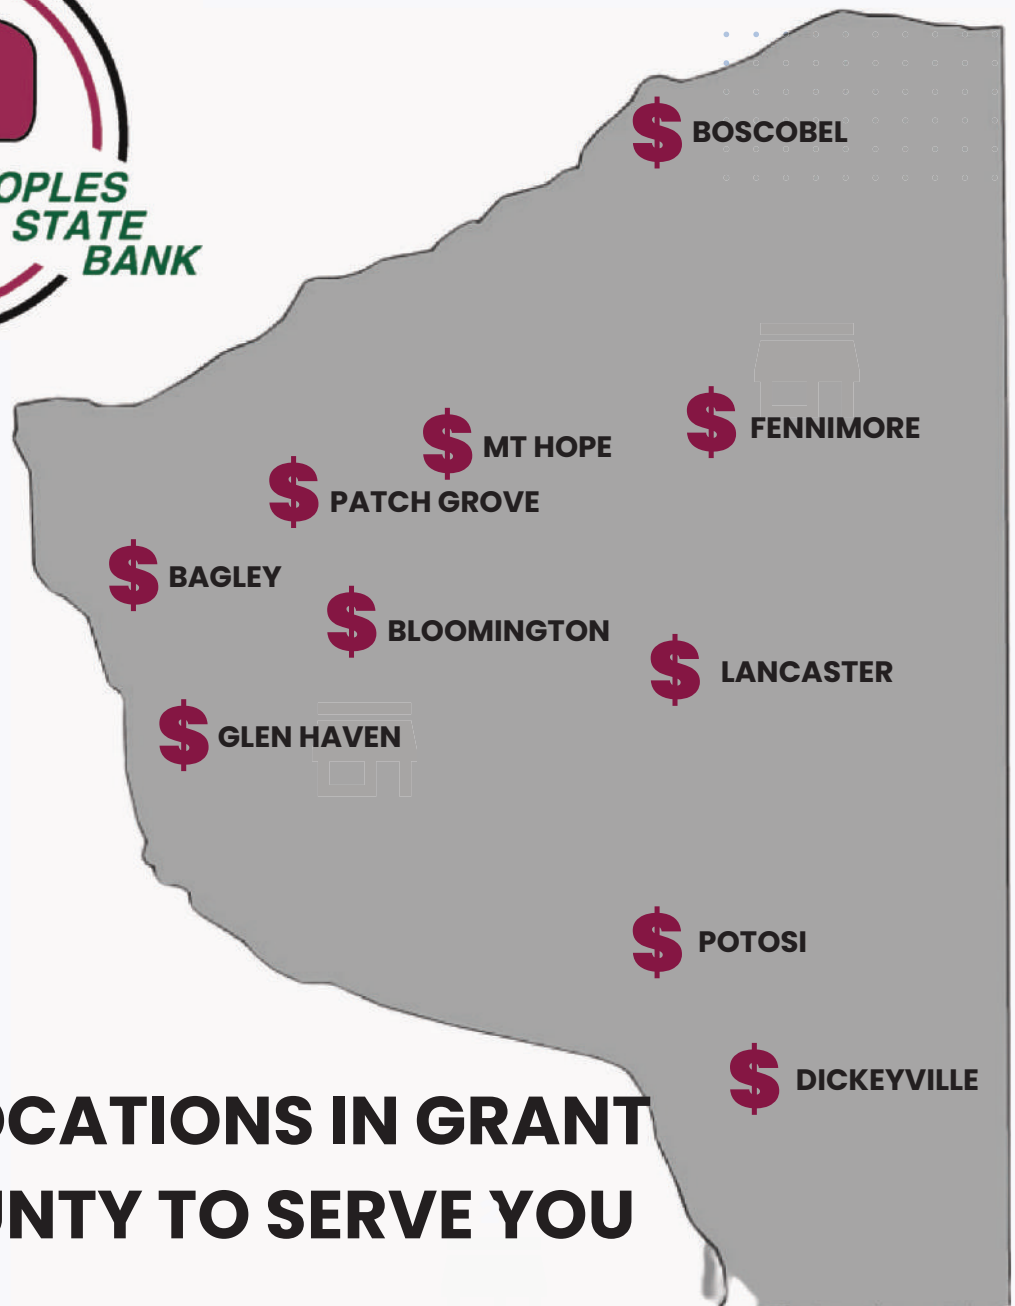 OPLES
STATE
BANK
$ BOSCOBEL
$ FENNIMORE
$ MT HOPE
$ PATCH GROVE
$ BAGLEY
$ BLOOMINGTON
$ LANCASTER
$ GLEN HAVEN
$ POTOSI
$ DICKEYVILLE
OCATIONS IN GRANT
UNTY TO SERVE YOU